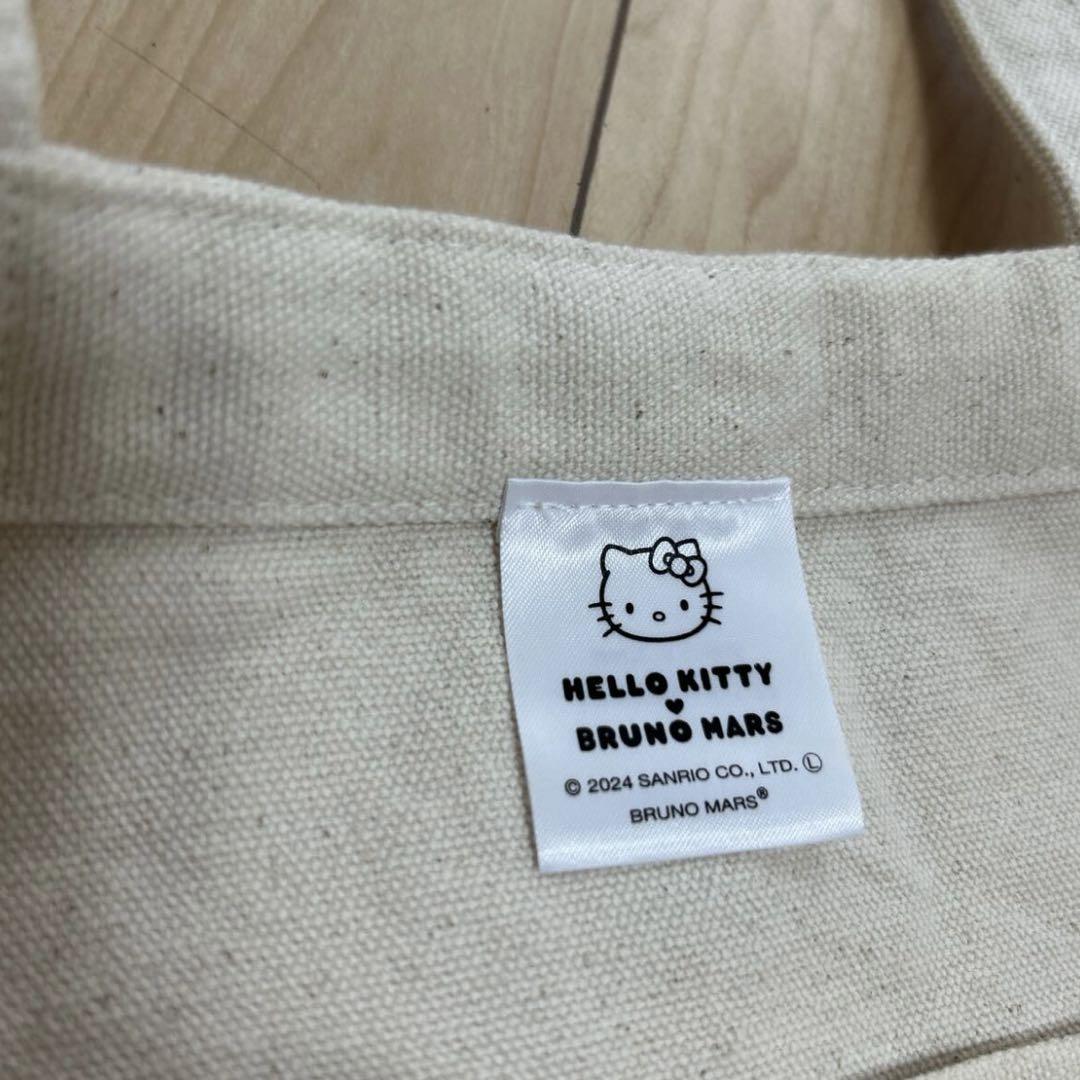 HELLO KITTY
♥
BRUNO MARS
© 2024 SANRIO CO., LTD. Ⓛ
BRUNO MARS®